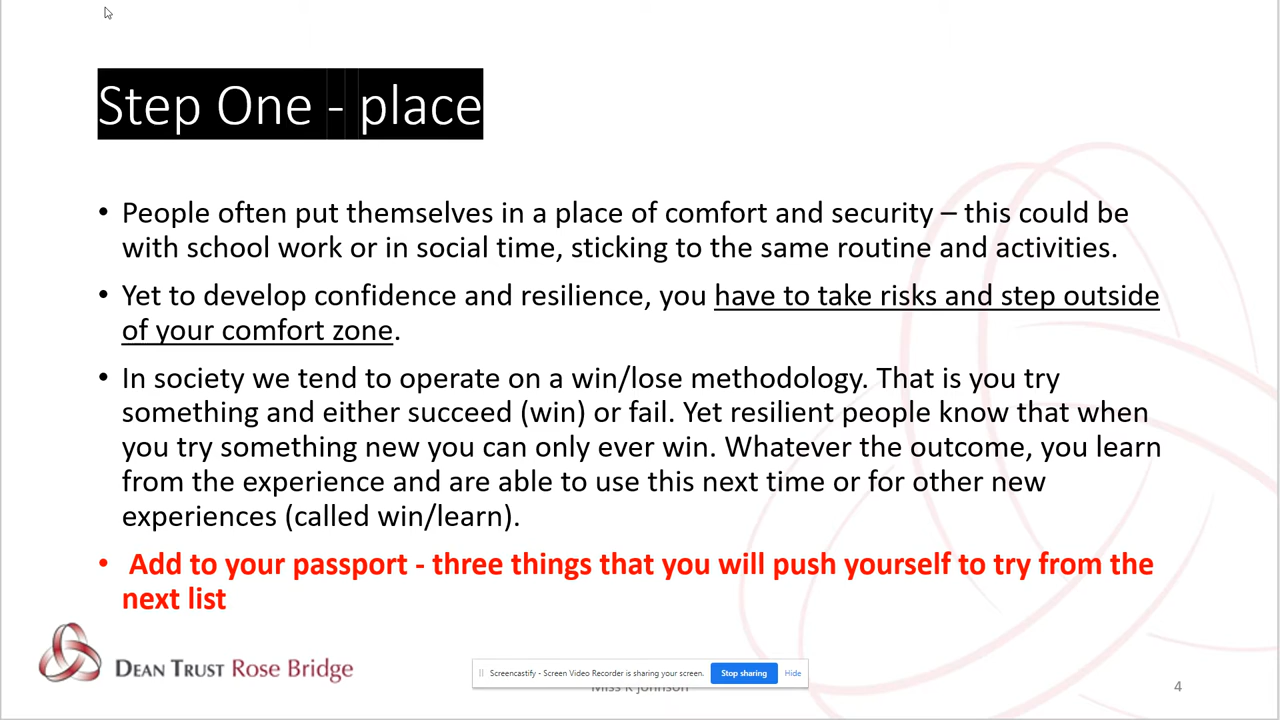 Step One - place
• People often put themselves in a place of comfort and security – this could be
with school work or in social time, sticking to the same routine and activities.
• Yet to develop confidence and resilience, you have to take risks and step outside
of your comfort zone.
• In society we tend to operate on a win/lose methodology. That is you try
something and either succeed (win) or fail. Yet resilient people know that when
you try something new you can only ever win. Whatever the outcome, you learn
from the experience and are able to use this next time or for other new
experiences (called win/learn).
• Add to your passport - three things that you will push yourself to try from the
next list
DEAN TRUST Rose Bridge
Screencastify - Screen Video Recorder is sharing your screen. Stop sharing Hide
Miss R Johnson 4